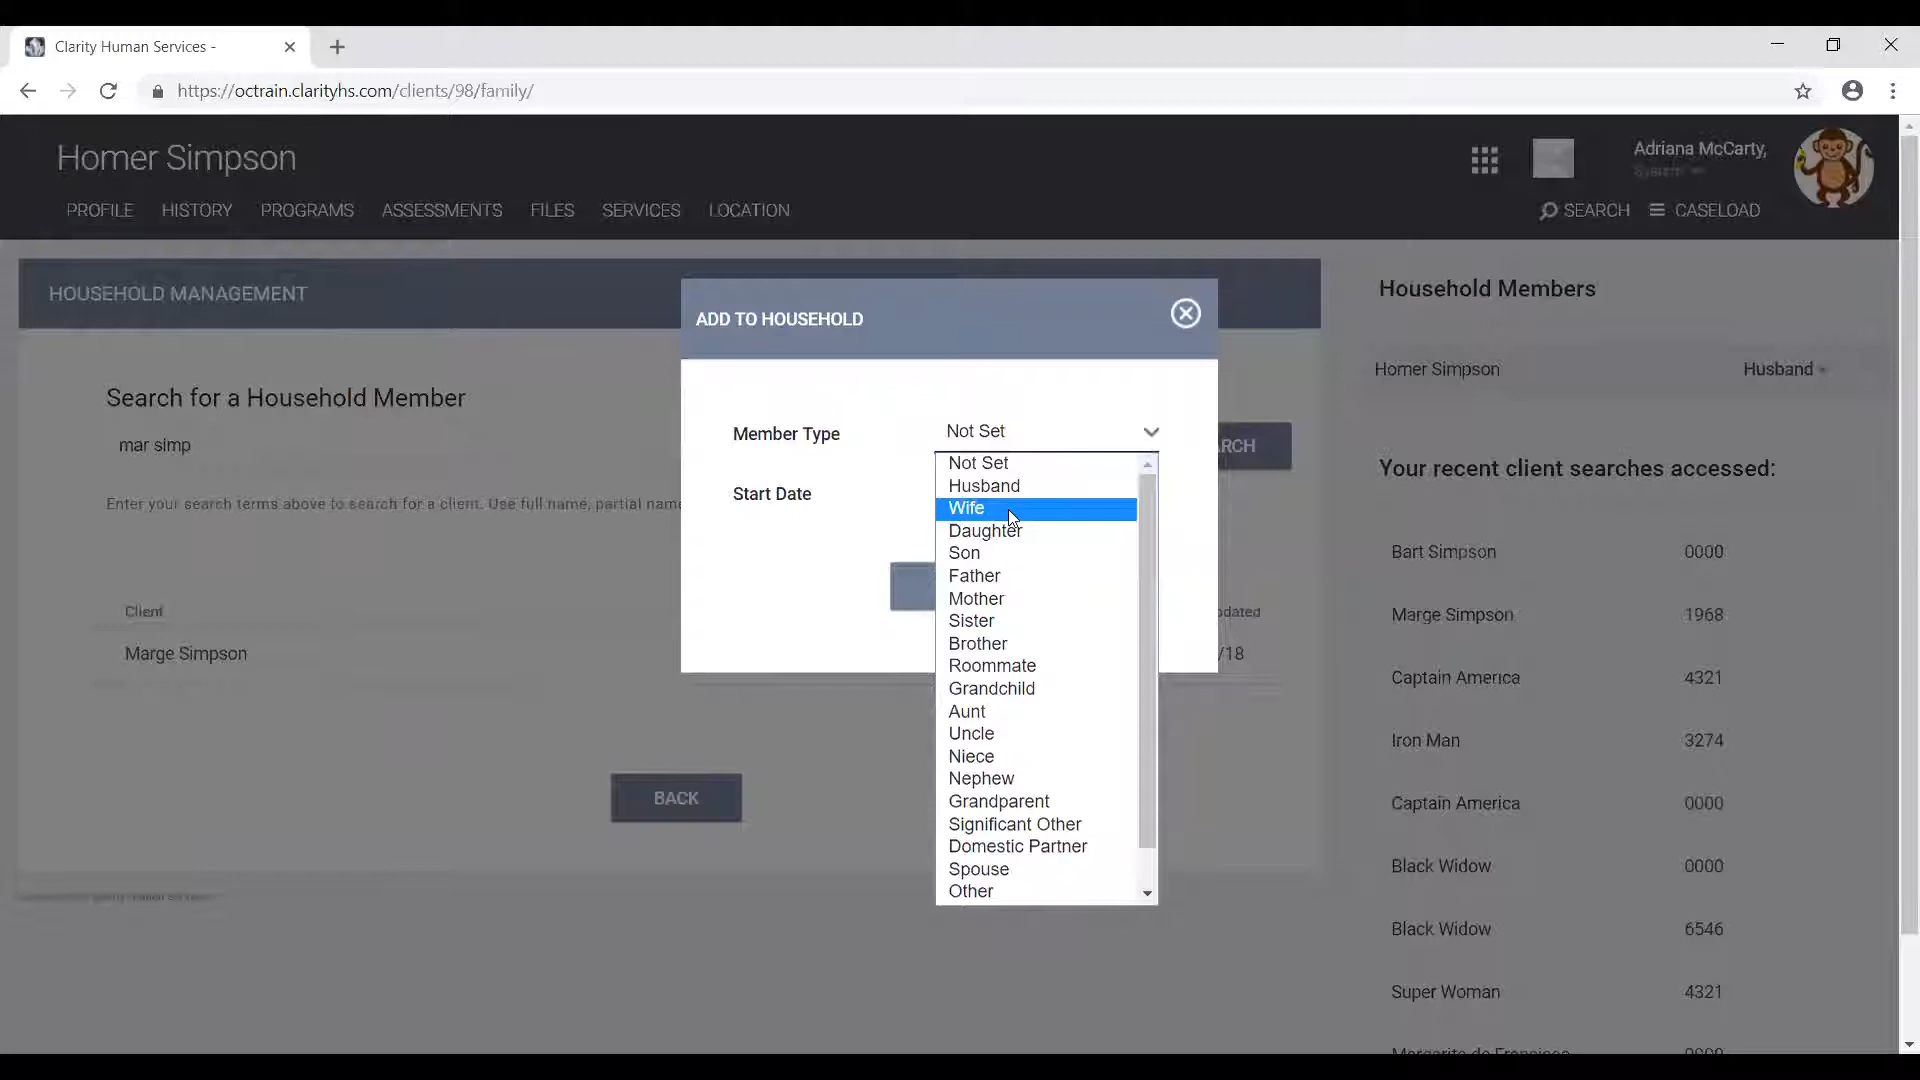 Clarity Human Services -
https://octrain.clarityhs.com/clients/98/family/
Homer Simpson
Adriana McCarty,
PROFILE HISTORY PROGRAMS ASSESSMENTS FILES SERVICES LOCATION
SEARCH CASELOAD
HOUSEHOLD MANAGEMENT
Search for a Household Member
mar simp
Enter your search terms above to search for a client. Use full name, partial name
Client
Marge Simpson
/18
BACK
ADD TO HOUSEHOLD
Member Type Not Set
Start Date
Not Set
Husband
Wife
Daughter
Son
Father
Mother
Sister
Brother
Roommate
Grandchild
Aunt
Uncle
Niece
Nephew
Grandparent
Significant Other
Domestic Partner
Spouse
Other
Household Members
Homer Simpson Husband
Your recent client searches accessed:
Bart Simpson 0000
Marge Simpson 1968
Captain America 4321
Iron Man 3274
Captain America 0000
Black Widow 0000
Black Widow 6546
Super Woman 4321